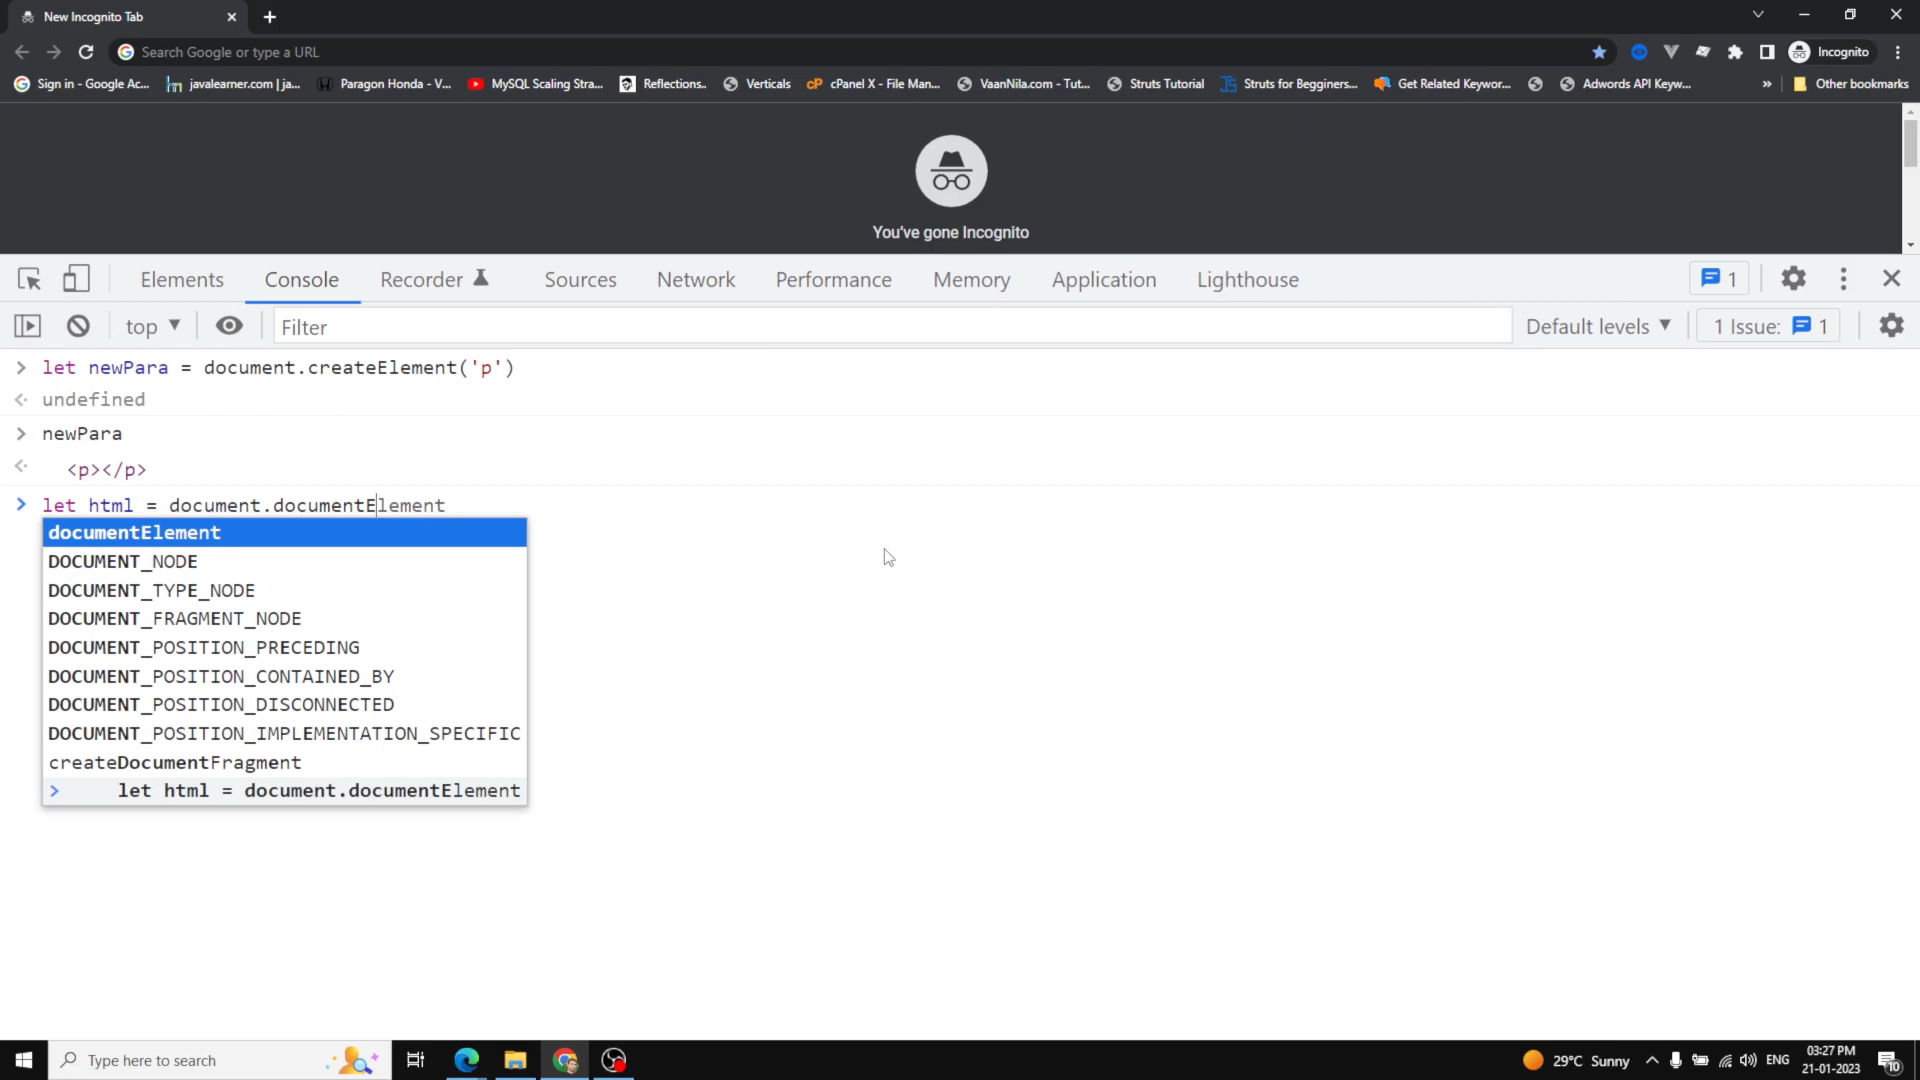 New Incognito Tab
Search Google or type a URL
Incognito
Sign in - Google Ac...
javalearner.com | ja...
Paragon Honda - V...
MySQL Scaling Stra...
Reflections..
Verticals
cP cPanel X - File Man...
VaanNila.com - Tut...
Struts Tutorial
JS Struts for Begginers...
Get Related Keywor...
Adwords API Keyw...
»
Other bookmarks
You've gone Incognito
Elements
Console
Recorder
Sources
Network
Performance
Memory
Application
Lighthouse
1
top
Filter
Default levels
1 Issue: 1
let newPara = document.createElement('p')
undefined
newPara
<p></p>
let html = document.documentElement
documentElement
DOCUMENT_NODE
DOCUMENT_TYPE_NODE
DOCUMENT_FRAGMENT_NODE
DOCUMENT_POSITION_PRECEDING
DOCUMENT_POSITION_CONTAINED_BY
DOCUMENT_POSITION_DISCONNECTED
DOCUMENT_POSITION_IMPLEMENTATION_SPECIFIC
createDocumentFragment
> let html = document.documentElement
Type here to search
29°C Sunny
ENG
03:27 PM
21-01-2023
10